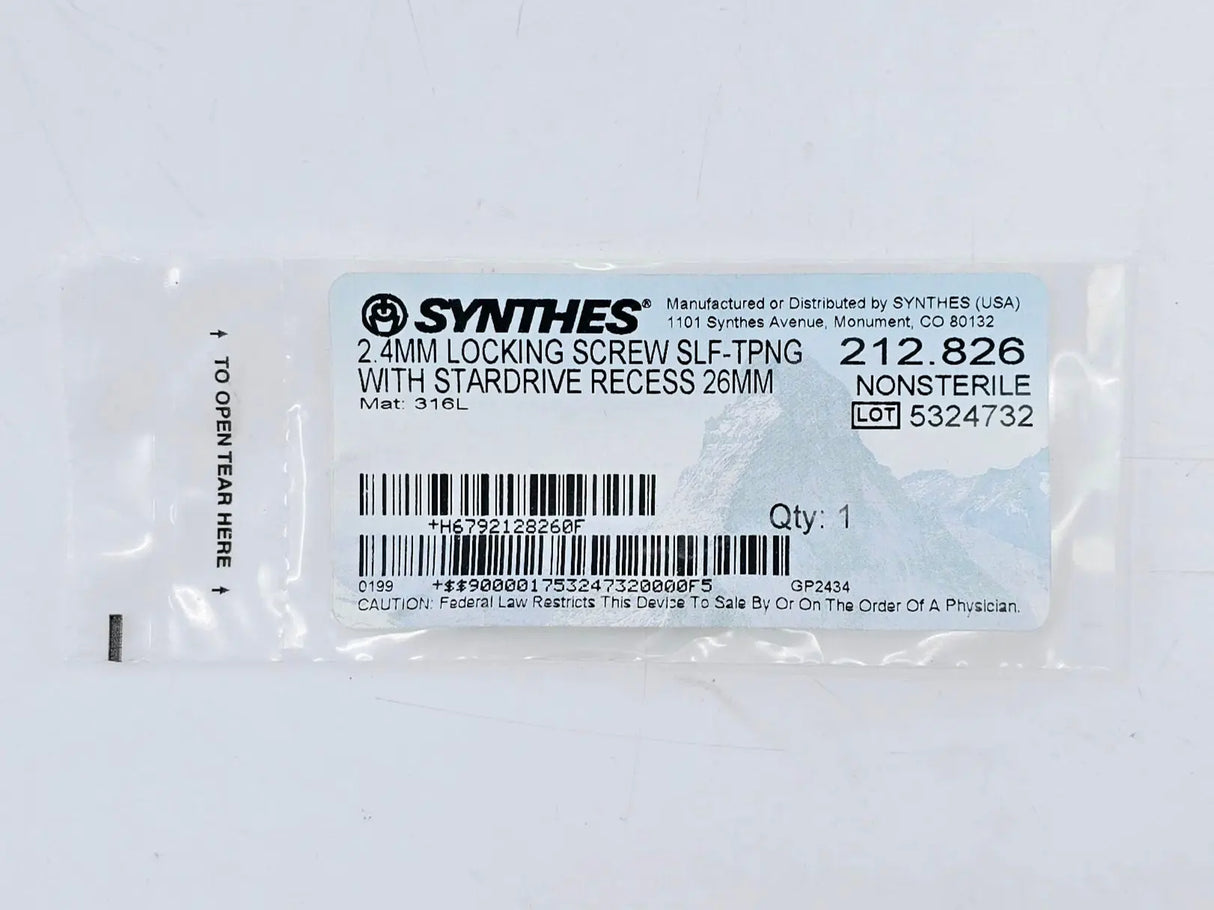 TO OPEN TEAR HERE
SYNTHES®
Manufactured or Distributed by SYNTHES (USA)
1101 Synthes Avenue, Monument, CO 80132
2.4MM LOCKING SCREW SLF-TPNG
212.826
WITH STARDRIVE RECESS 26MM
NONSTERILE
Mat: 316L
LOT 5324732
Qty: 1
+H6792128260F
0199 +$$9000017532473200​00F5 GP2434
CAUTION: Federal Law Restricts This Device To Sale By Or On The Order Of A Physician.